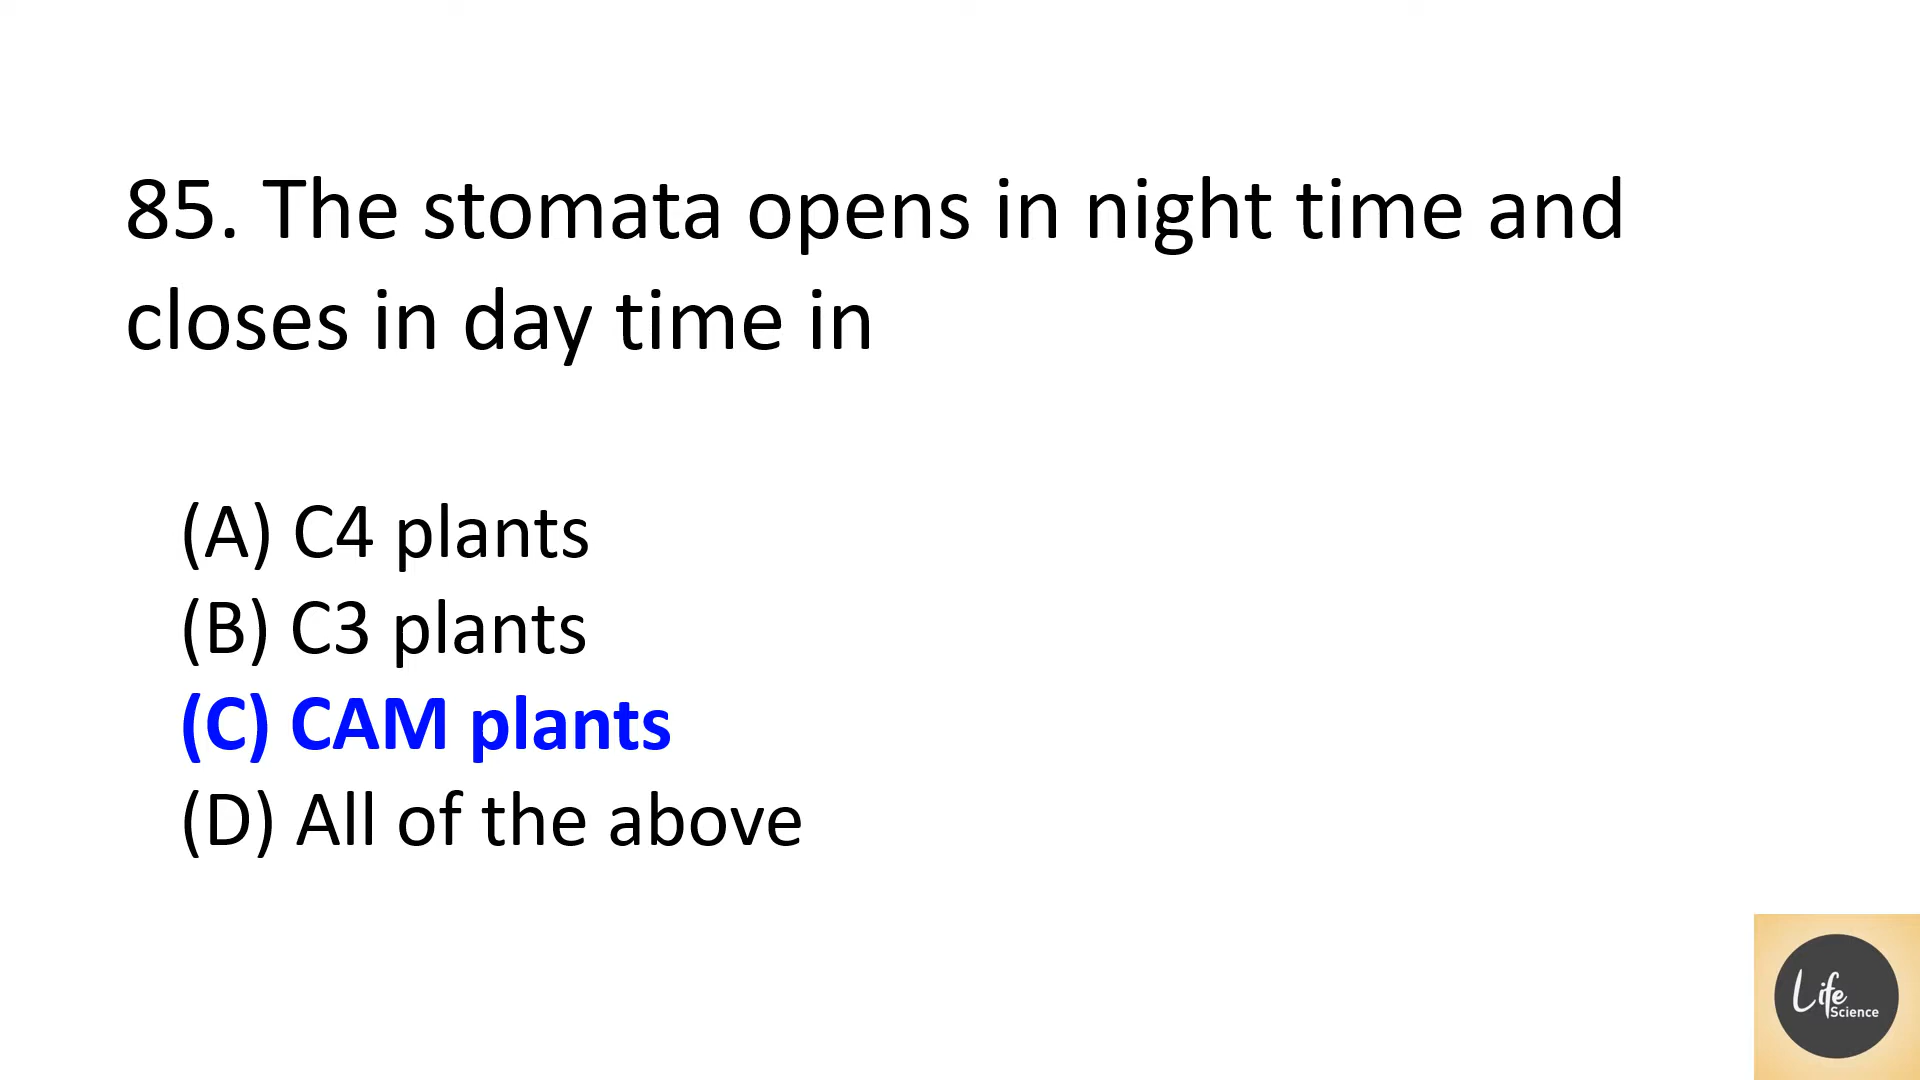 85. The stomata opens in night time and
closes in day time in
(A) C4 plants
(B) C3 plants
(C) CAM plants
(D) All of the above
Life
Science